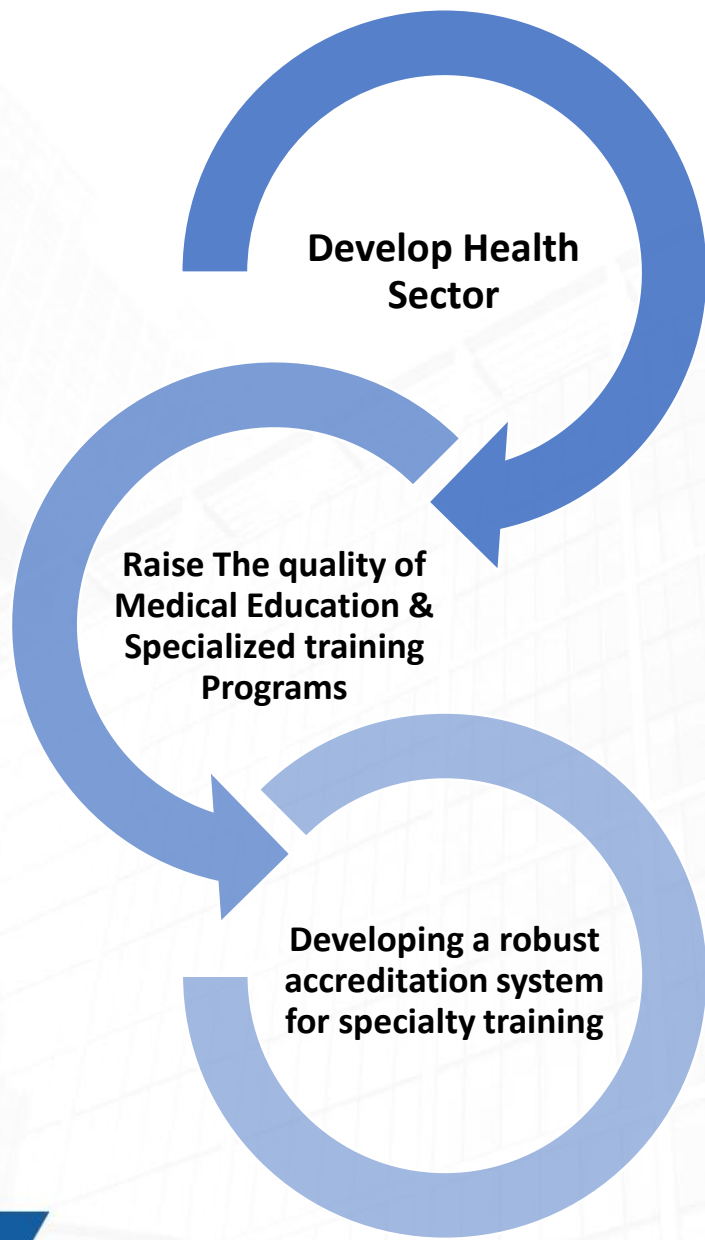 Develop Health
Sector
Raise The quality of
Medical Education &
Specialized training
Programs
Developing a robust
accreditation system
for specialty training